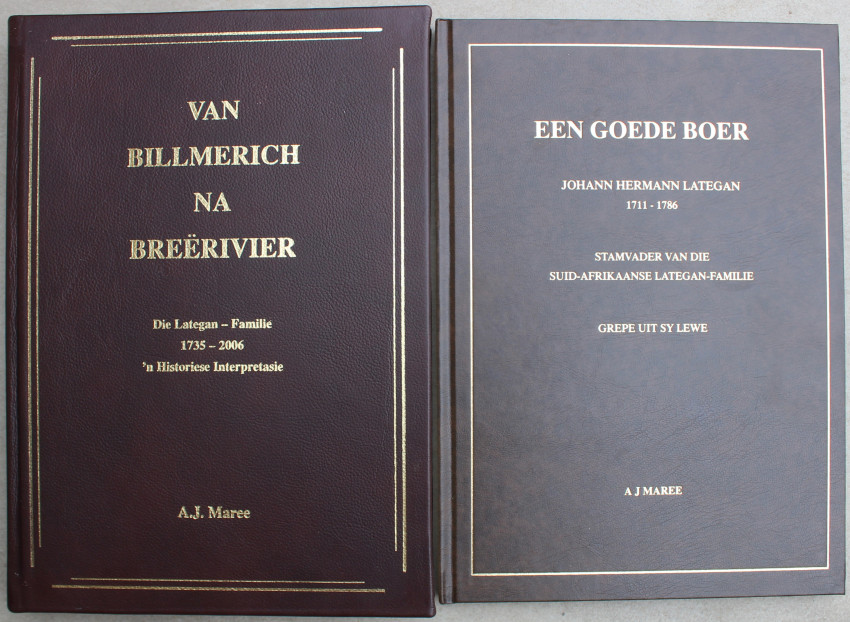 VAN
BILLMERICH
NA
BREËRIVIER
Die Lategan – Familie
1735 – 2006
'n Historiese Interpretasie
A.J. Maree
EEN GOEDE BOER
JOHANN HERMANN LATEGAN
1711 - 1786
STAMVADER VAN DIE
SUID-AFRIKAANSE LATEGAN-FAMILIE
GREPE UIT SY LEWE
A J MAREE